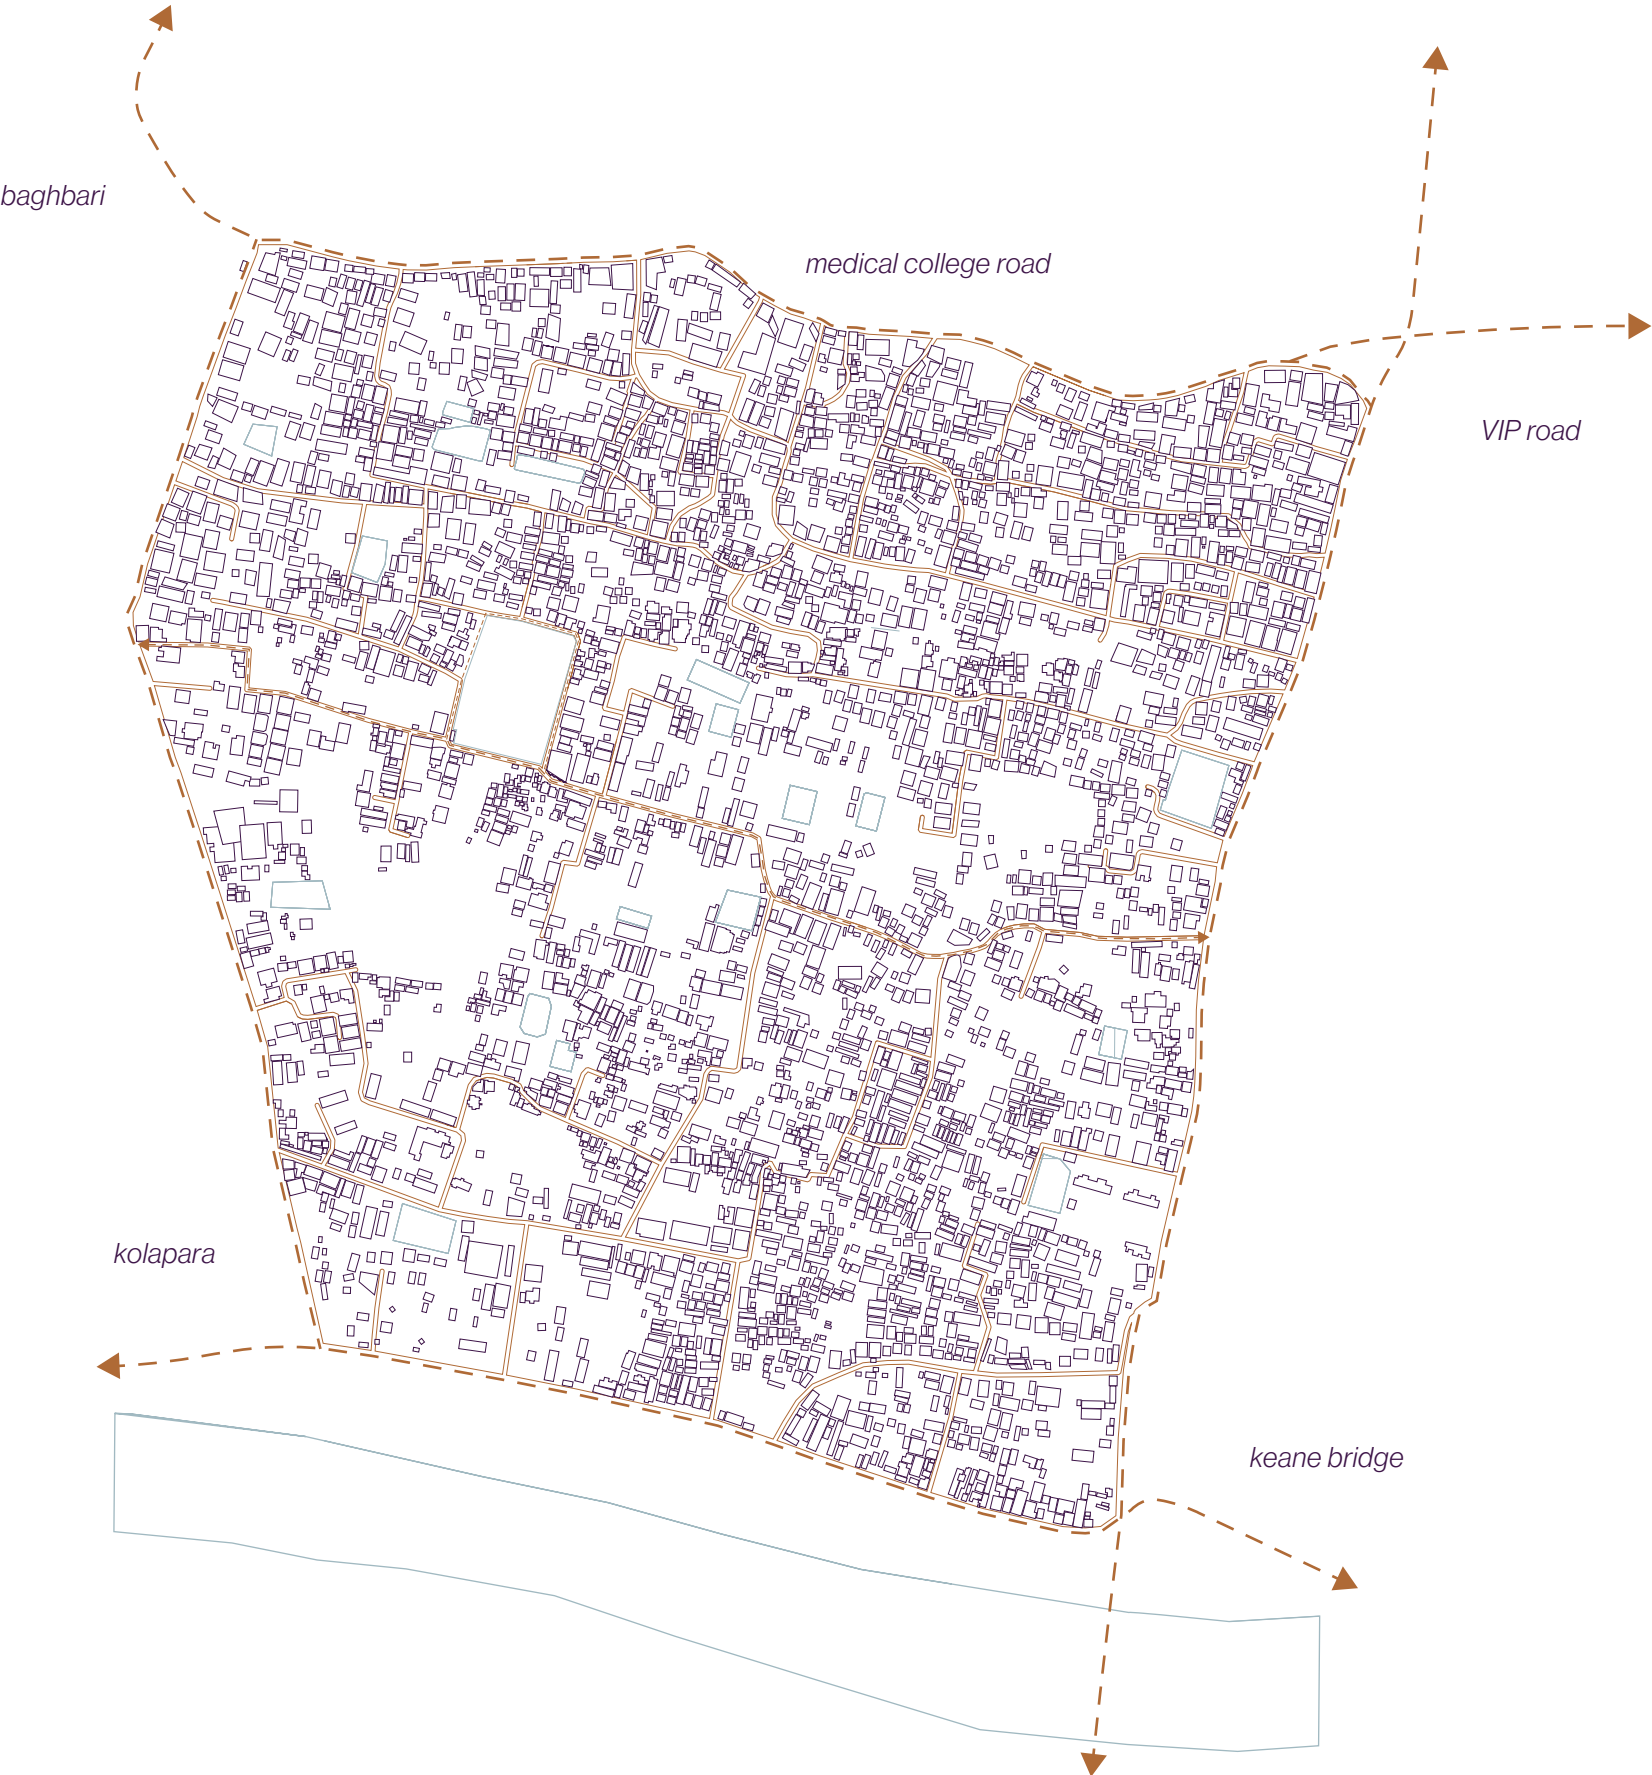 baghbari
medical college road
VIP road
kolapara
keane bridge